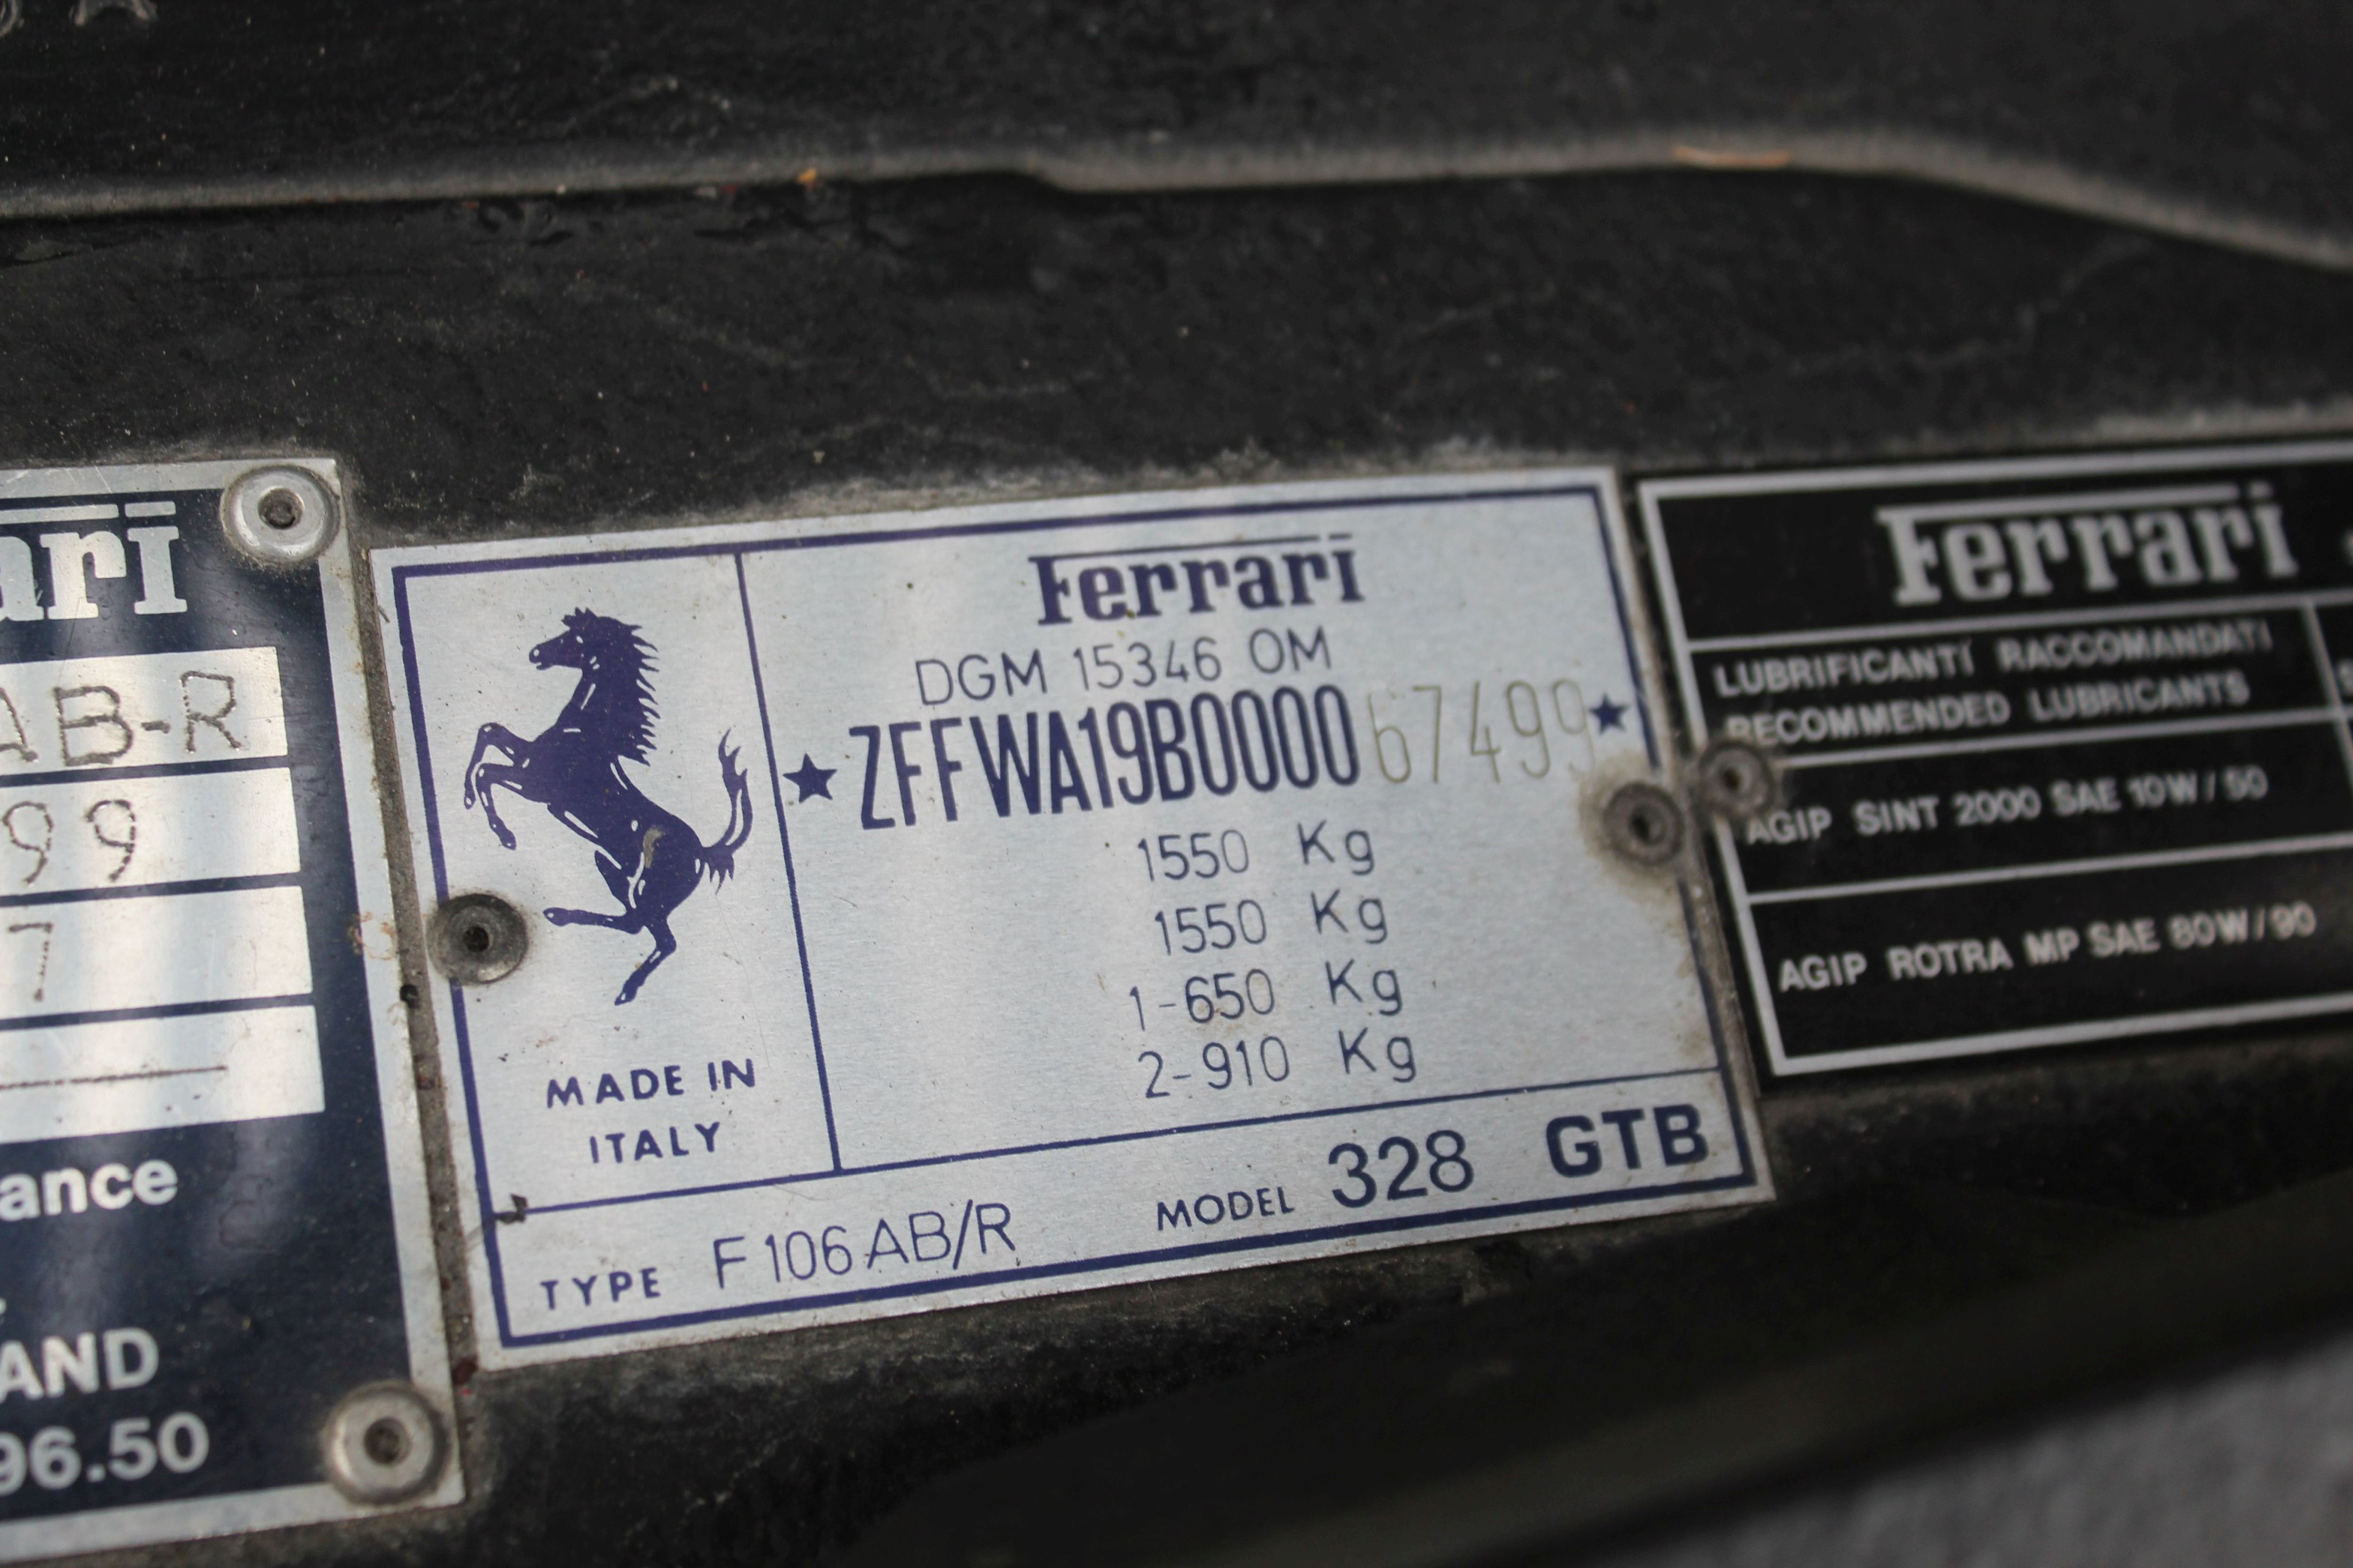 ari
AB-R
99
7
ance
AND
96.50
Ferrari
DGM 15346 OM
★ ZFFWA19B000067499 ★
1550 Kg
1550 Kg
1-650 Kg
2-910 Kg
MADE IN
ITALY
TYPE F 106 AB/R MODEL 328 GTB
Ferrari
LUBRIFICANTI RACCOMANDATI
RECOMMENDED LUBRICANTS
AGIP SINT 2000 SAE 10W/50
AGIP ROTRA MP SAE 80W/90